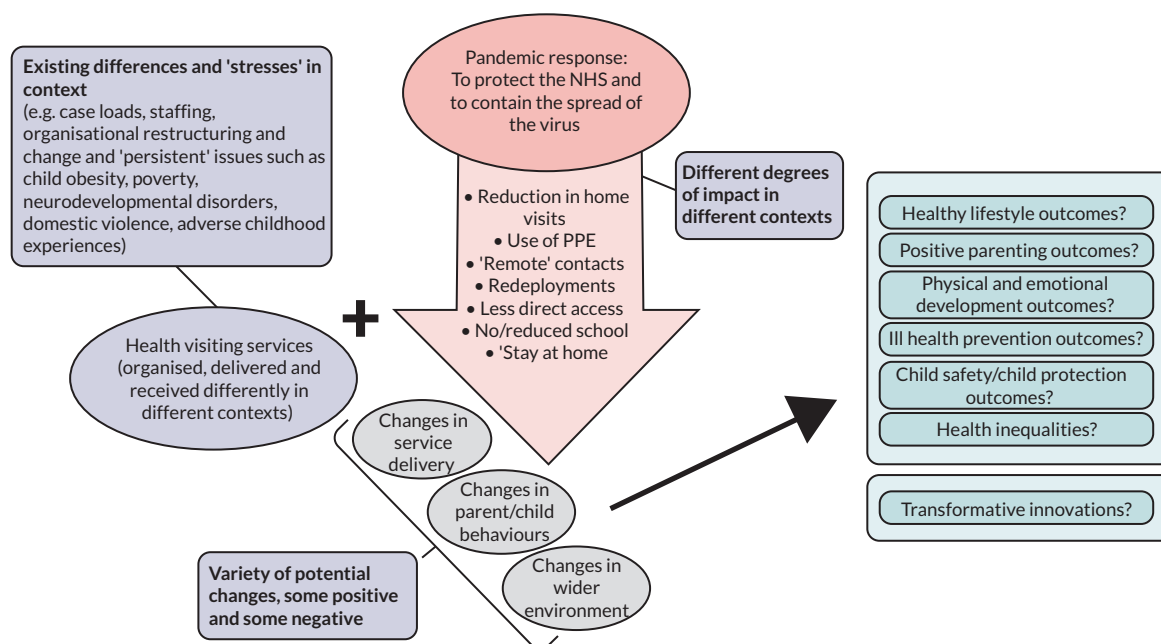 Existing differences and 'stresses' in
context
(e.g. case loads, staffing,
organisational restructuring and
change and 'persistent' issues such as
child obesity, poverty,
neurodevelopmental disorders,
domestic violence, adverse childhood
experiences)
Health visiting services
(organised, delivered and
received differently in
different contexts)
+
Pandemic response:
To protect the NHS and
to contain the spread of
the virus
• Reduction in home
visits
• Use of PPE
• 'Remote' contacts
• Redeployments
• Less direct access
• No/reduced school
• 'Stay at home
Different degrees
of impact in
different contexts
Changes in
service
delivery
Changes in
parent/child
behaviours
Changes in
wider
environment
Variety of potential
changes, some positive
and some negative
Healthy lifestyle outcomes?
Positive parenting outcomes?
Physical and emotional
development outcomes?
Ill health prevention outcomes?
Child safety/child protection
outcomes?
Health inequalities?
Transformative innovations?